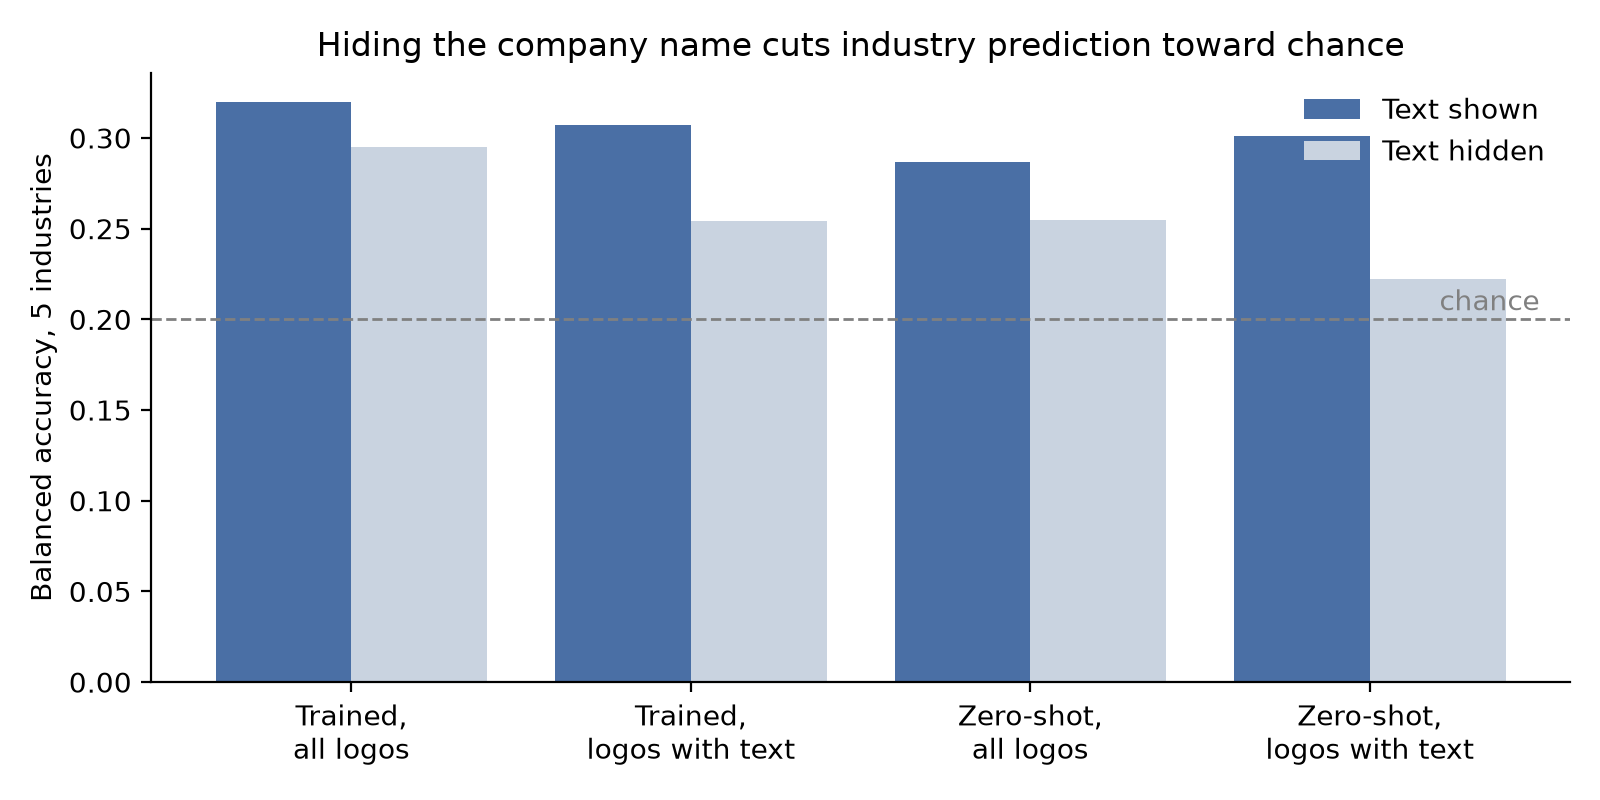 Hiding the company name cuts industry prediction toward chance
Balanced accuracy, 5 industries
0.30
0.25
0.20
0.15
0.10
0.05
0.00
Text shown
Text hidden
chance
Trained,
all logos
Trained,
logos with text
Zero-shot,
all logos
Zero-shot,
logos with text